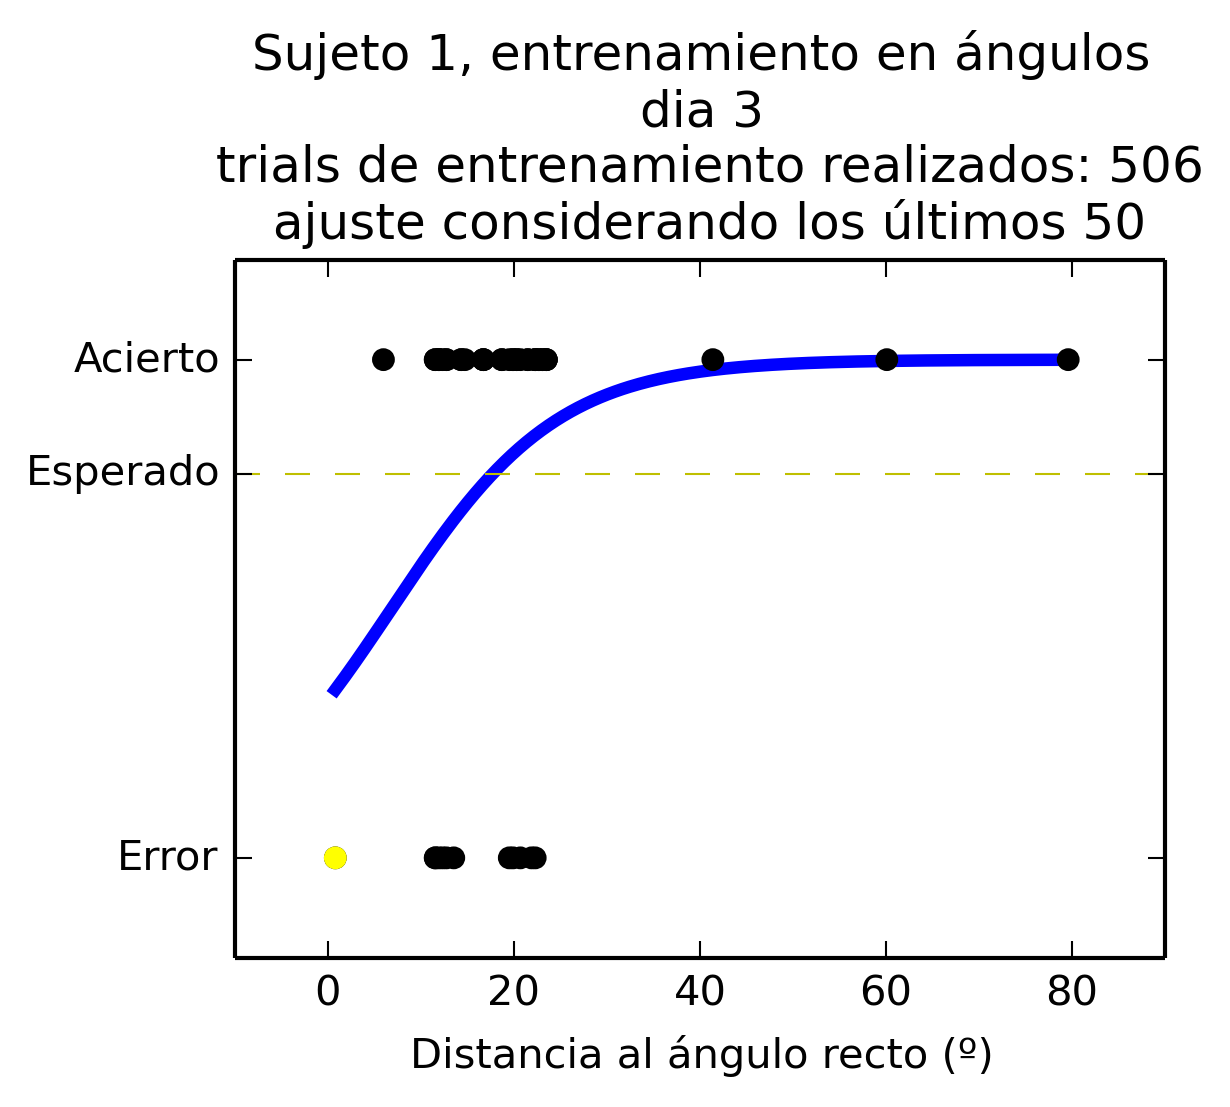 Sujeto 1, entrenamiento en ángulos
dia 3
trials de entrenamiento realizados: 506
ajuste considerando los últimos 50
Acierto
Esperado
Error
0 20 40 60 80
Distancia al ángulo recto (º)